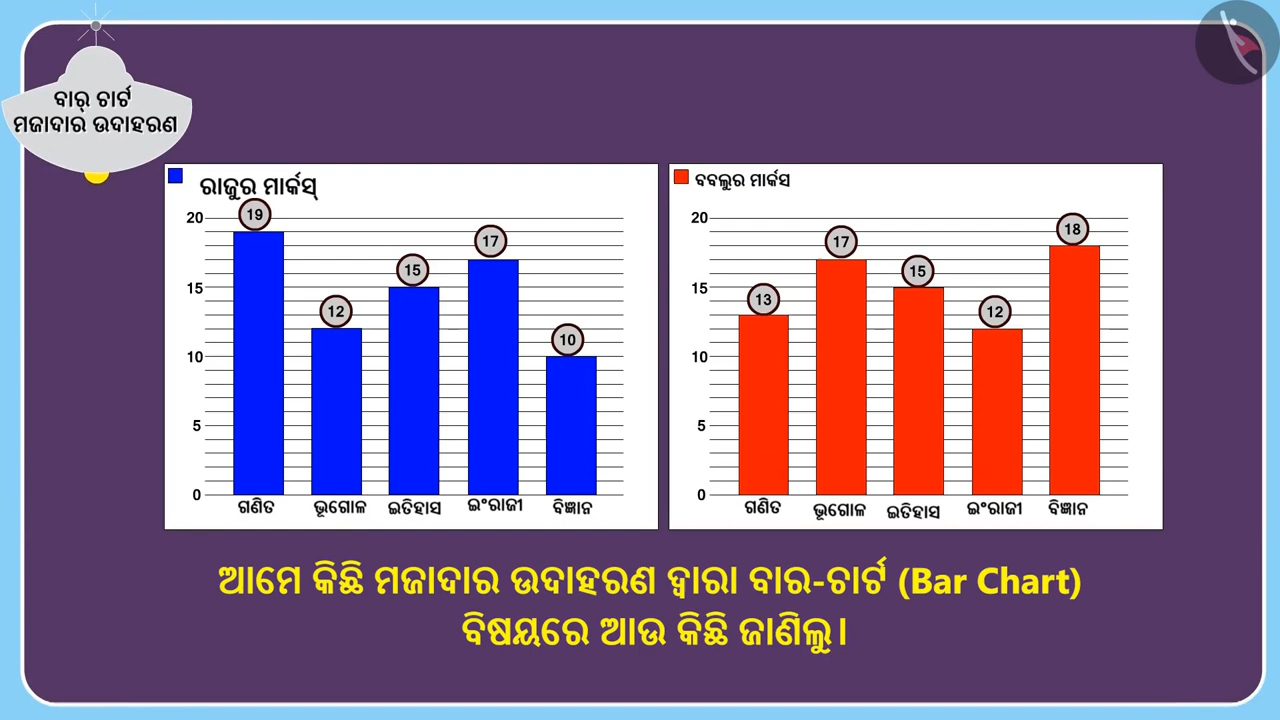 ବାର୍ ଚାର୍ଟ
ମଜାଦାର ଉଦାହରଣ
ରାଜୁର ମାର୍କସ୍
20
15
10
5
0
19
12
15
17
10
ଗଣିତ ଭୂଗୋଳ ଇତିହାସ ଇଂରାଜୀ ବିଜ୍ଞାନ
ବବଲୁର ମାର୍କସ
20
15
10
5
0
13
17
15
12
18
ଗଣିତ ଭୂଗୋଳ ଇତିହାସ ଇଂରାଜୀ ବିଜ୍ଞାନ
ଆମେ କିଛି ମଜାଦାର ଉଦାହରଣ ଦ୍ୱାରା ବାର-ଚାର୍ଟ (Bar Chart)
ବିଷୟରେ ଆଉ କିଛି ଜାଣିଲୁ।